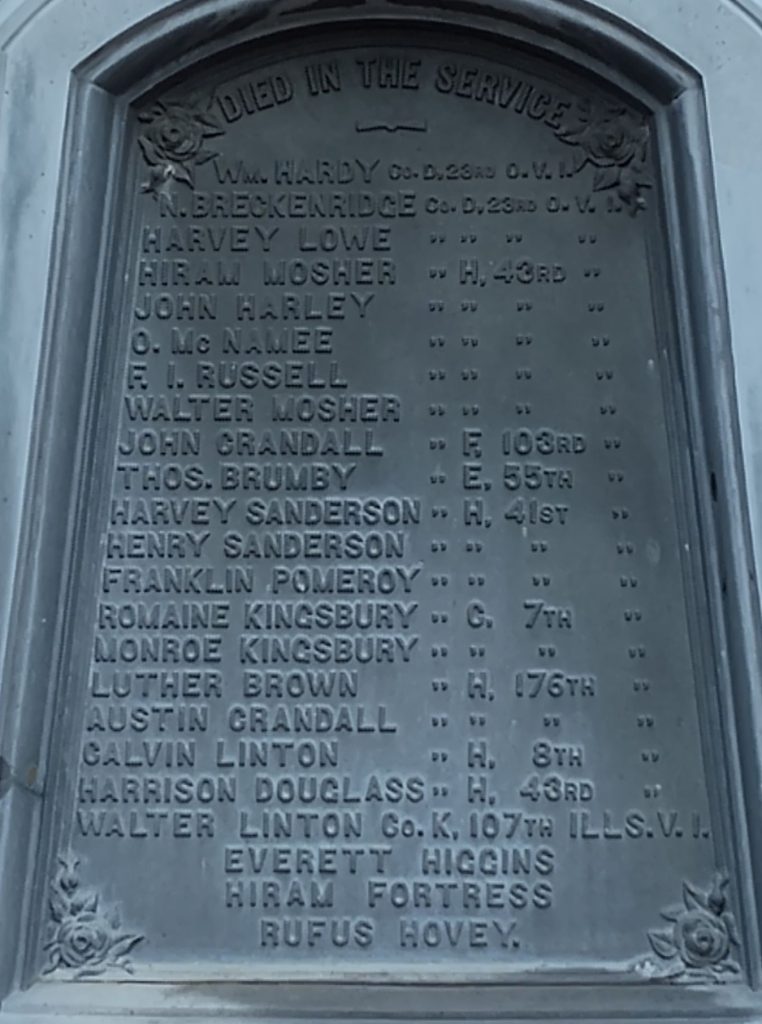 DIED IN THE SERVICE
WM. HARDY CO. D, 23RD O. V. I.
N. BRECKENRIDGE CO. D, 23RD O. V. I.
HARVEY LOWE " " " "
HIRAM MOSHER " H, 43RD "
JOHN HARLEY " " " "
O. Mc NAMEE " " " "
F. I. RUSSELL " " " "
WALTER MOSHER " " " "
JOHN CRANDALL " F, 103RD "
THOS. BRUMBY " E, 55TH "
HARVEY SANDERSON " H, 41ST "
HENRY SANDERSON " " " "
FRANKLIN POMEROY " " " "
ROMAINE KINGSBURY " C. 7TH "
MONROE KINGSBURY " " " "
LUTHER BROWN " H, 176TH "
AUSTIN CRANDALL " " " "
CALVIN LINTON " H, 8TH "
HARRISON DOUGLASS " H, 43RD "
WALTER LINTON CO. K, 107TH ILLS. V. I.
EVERETT HIGGINS
HIRAM FORTRESS
RUFUS HOVEY.